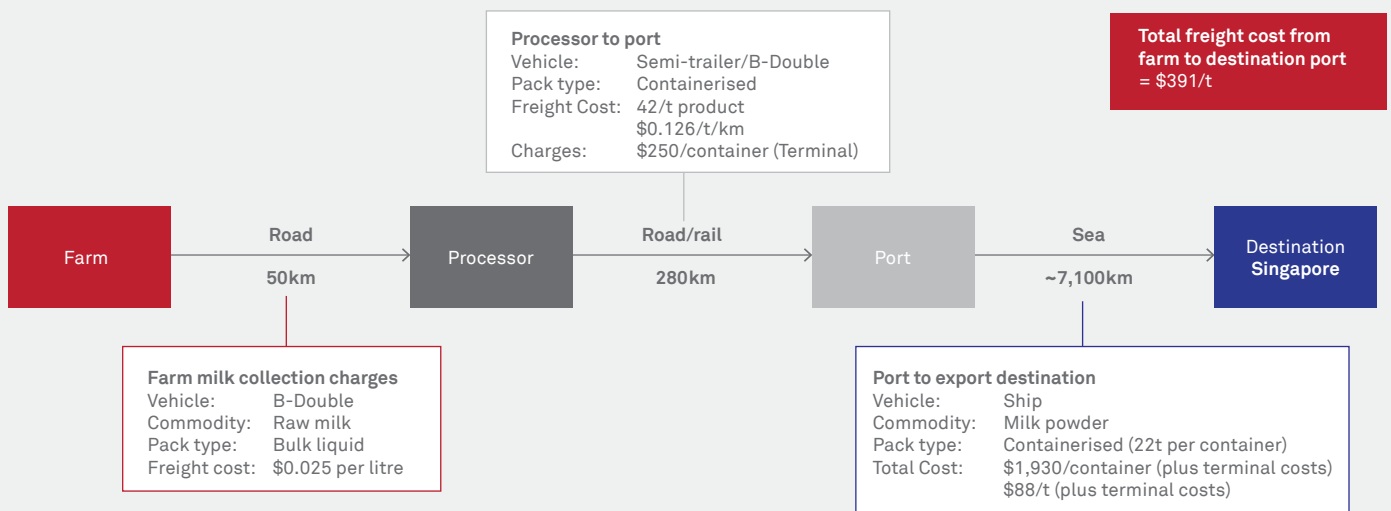 Processor to port
Vehicle: Semi-trailer/B-Double
Pack type: Containerised
Freight Cost: 42/t product
$0.126/t/km
Charges: $250/container (Terminal)
Total freight cost from
farm to destination port
= $391/t
Farm
Road
50km
Processor
Road/rail
280km
Port
Sea
~7,100km
Destination
Singapore
Farm milk collection charges
Vehicle: B-Double
Commodity: Raw milk
Pack type: Bulk liquid
Freight cost: $0.025 per litre
Port to export destination
Vehicle: Ship
Commodity: Milk powder
Pack type: Containerised (22t per container)
Total Cost: $1,930/container (plus terminal costs)
$88/t (plus terminal costs)